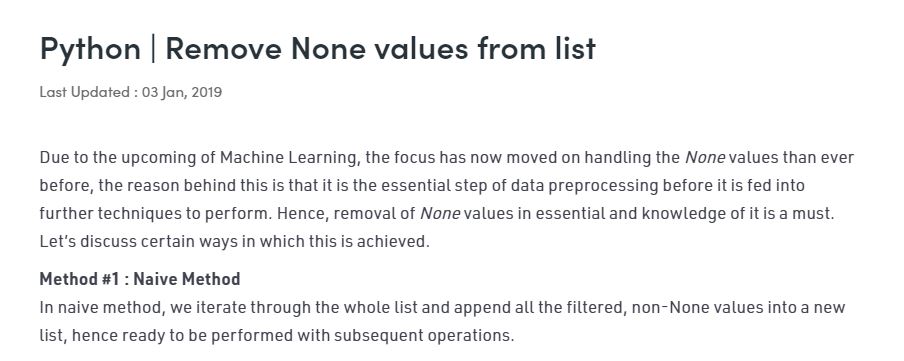 Python | Remove None values from list
Last Updated : 03 Jan, 2019
Due to the upcoming of Machine Learning, the focus has now moved on handling the None values than ever
before, the reason behind this is that it is the essential step of data preprocessing before it is fed into
further techniques to perform. Hence, removal of None values in essential and knowledge of it is a must.
Let’s discuss certain ways in which this is achieved.
Method #1 : Naive Method
In naive method, we iterate through the whole list and append all the filtered, non-None values into a new
list, hence ready to be performed with subsequent operations.